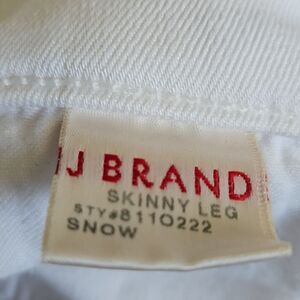 J BRAND
SKINNY LEG
STY#8110222
SNOW